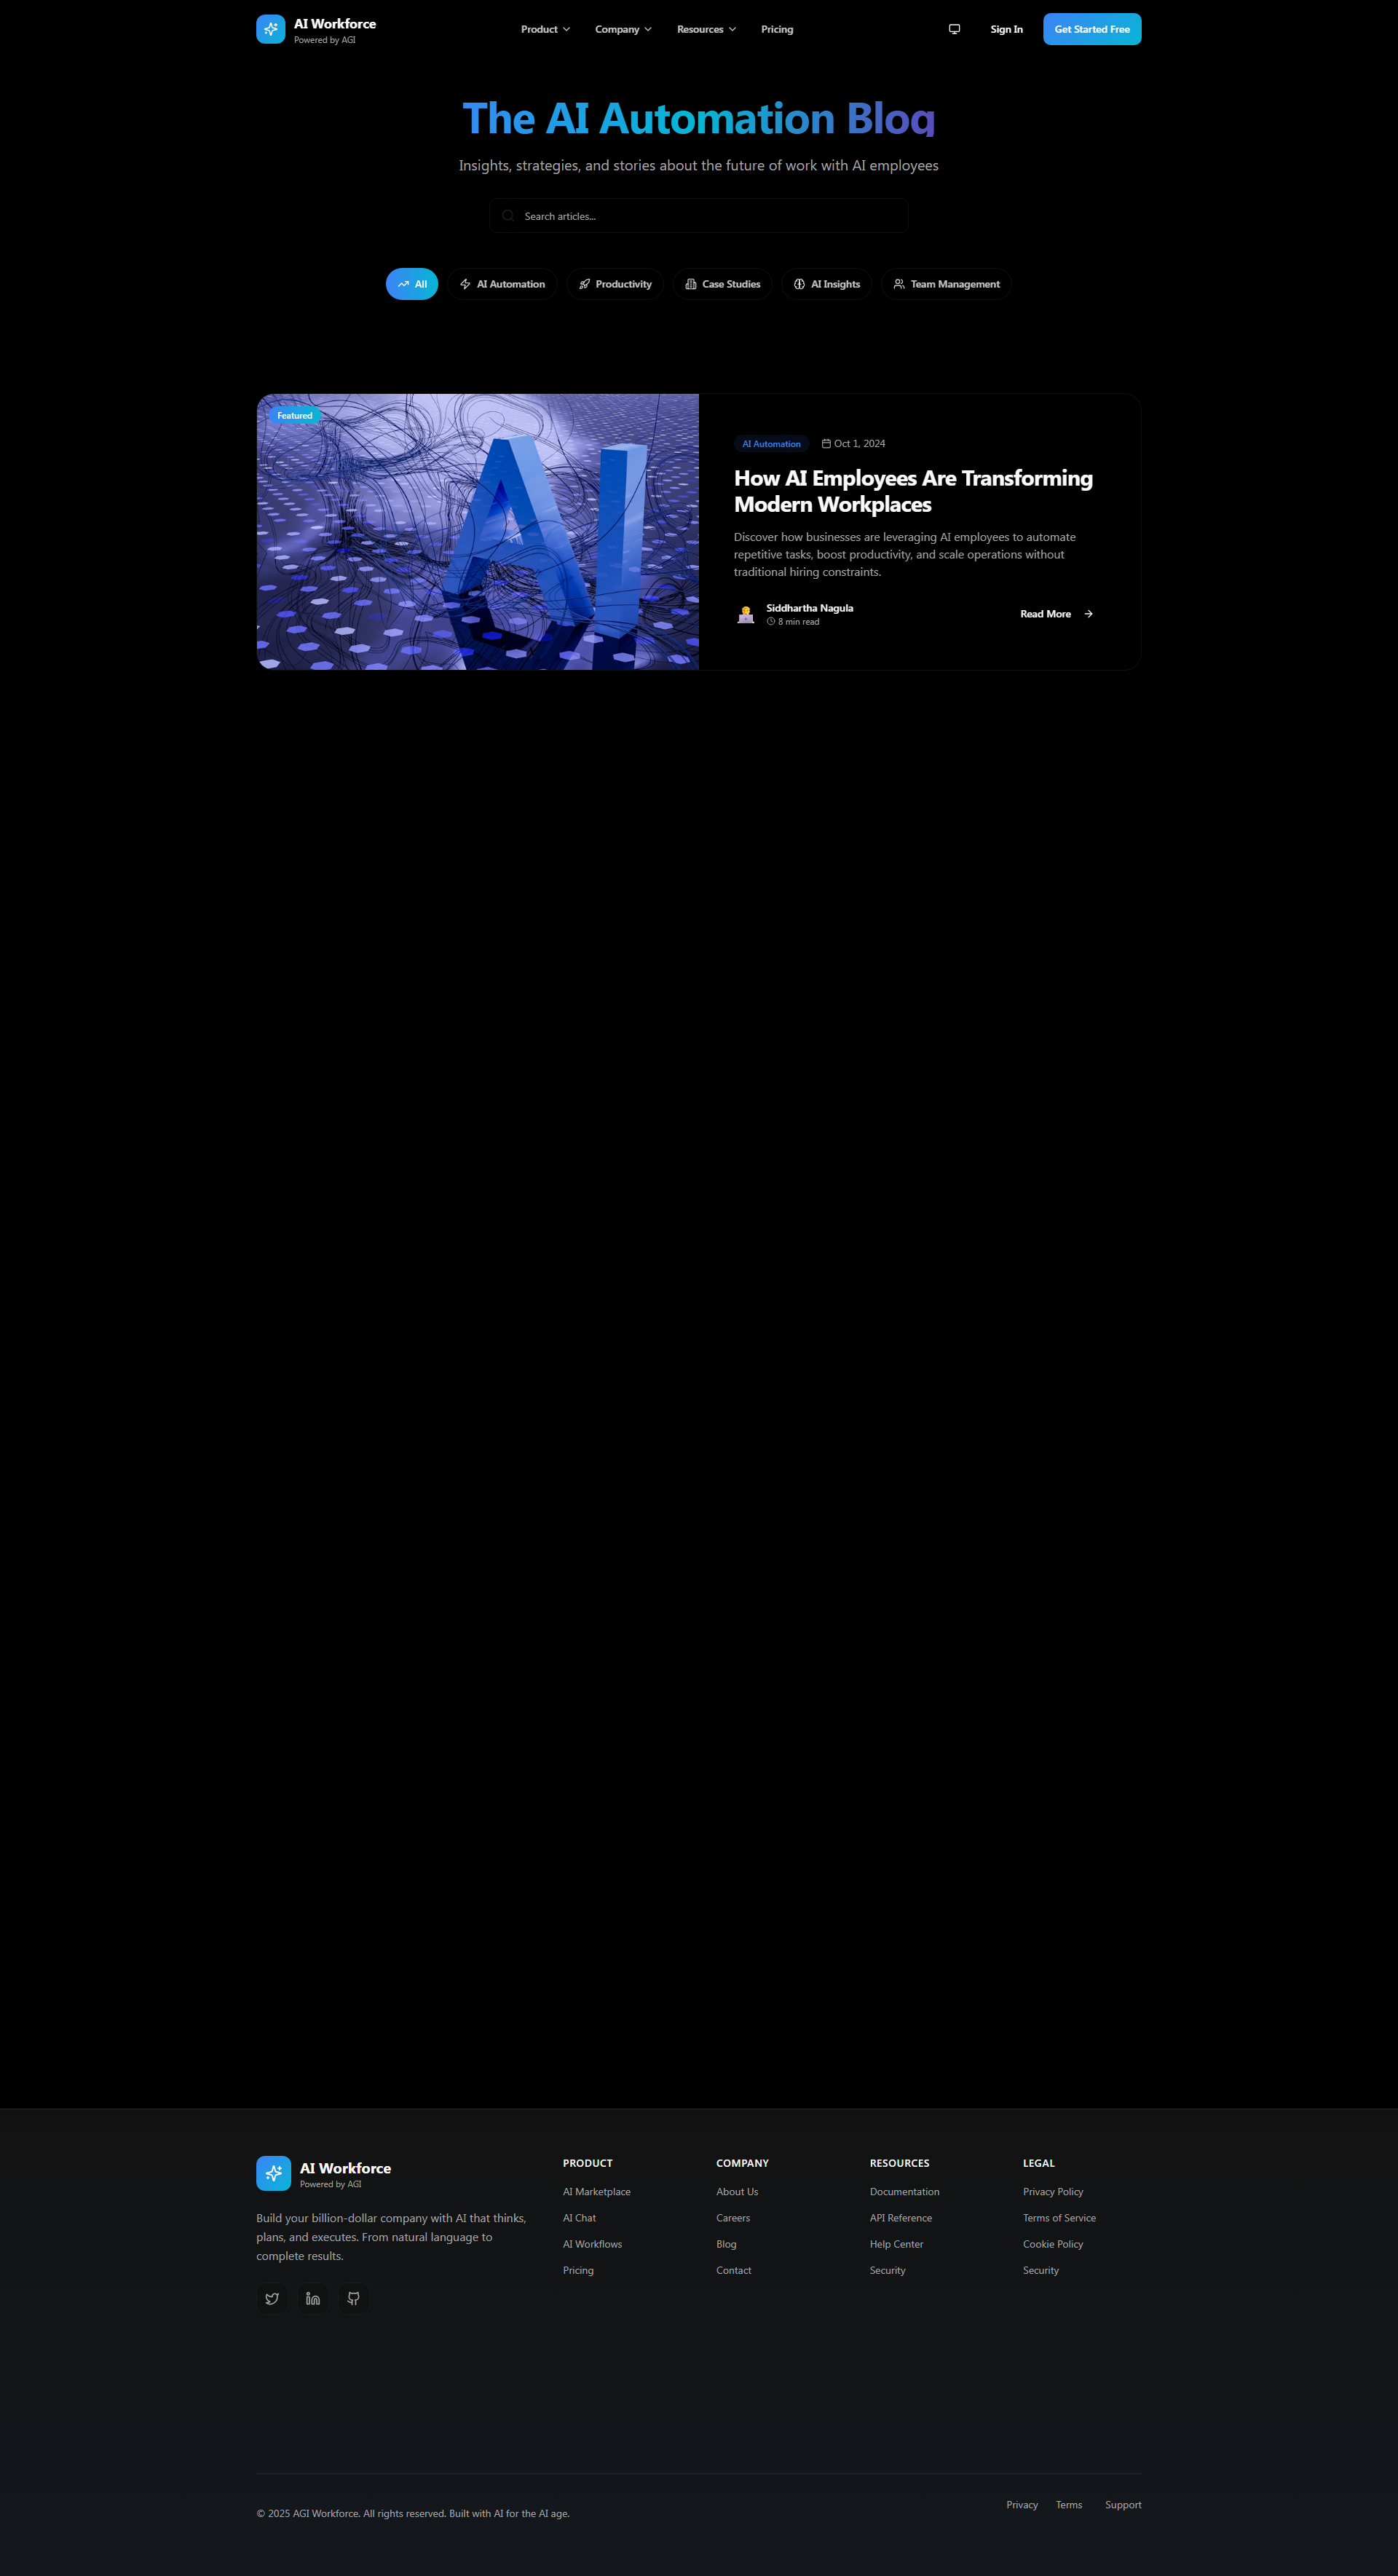 AI Workforce
Powered by AGI
Product
Company
Resources
Pricing
Sign In
Get Started Free
The AI Automation Blog
Insights, strategies, and stories about the future of work with AI employees
Search articles...
All
AI Automation
Productivity
Case Studies
AI Insights
Team Management
Featured
AI
AI Automation
Oct 1, 2024
How AI Employees Are Transforming
Modern Workplaces
Discover how businesses are leveraging AI employees to automate
repetitive tasks, boost productivity, and scale operations without
traditional hiring constraints.
Siddhartha Nagula
8 min read
Read More
AI Workforce
Powered by AGI
Build your billion-dollar company with AI that thinks,
plans, and executes. From natural language to
complete results.
PRODUCT
AI Marketplace
AI Chat
AI Workflows
Pricing
COMPANY
About Us
Careers
Blog
Contact
RESOURCES
Documentation
API Reference
Help Center
Security
LEGAL
Privacy Policy
Terms of Service
Cookie Policy
Security
© 2025 AGI Workforce. All rights reserved. Built with AI for the AI age.
Privacy
Terms
Support